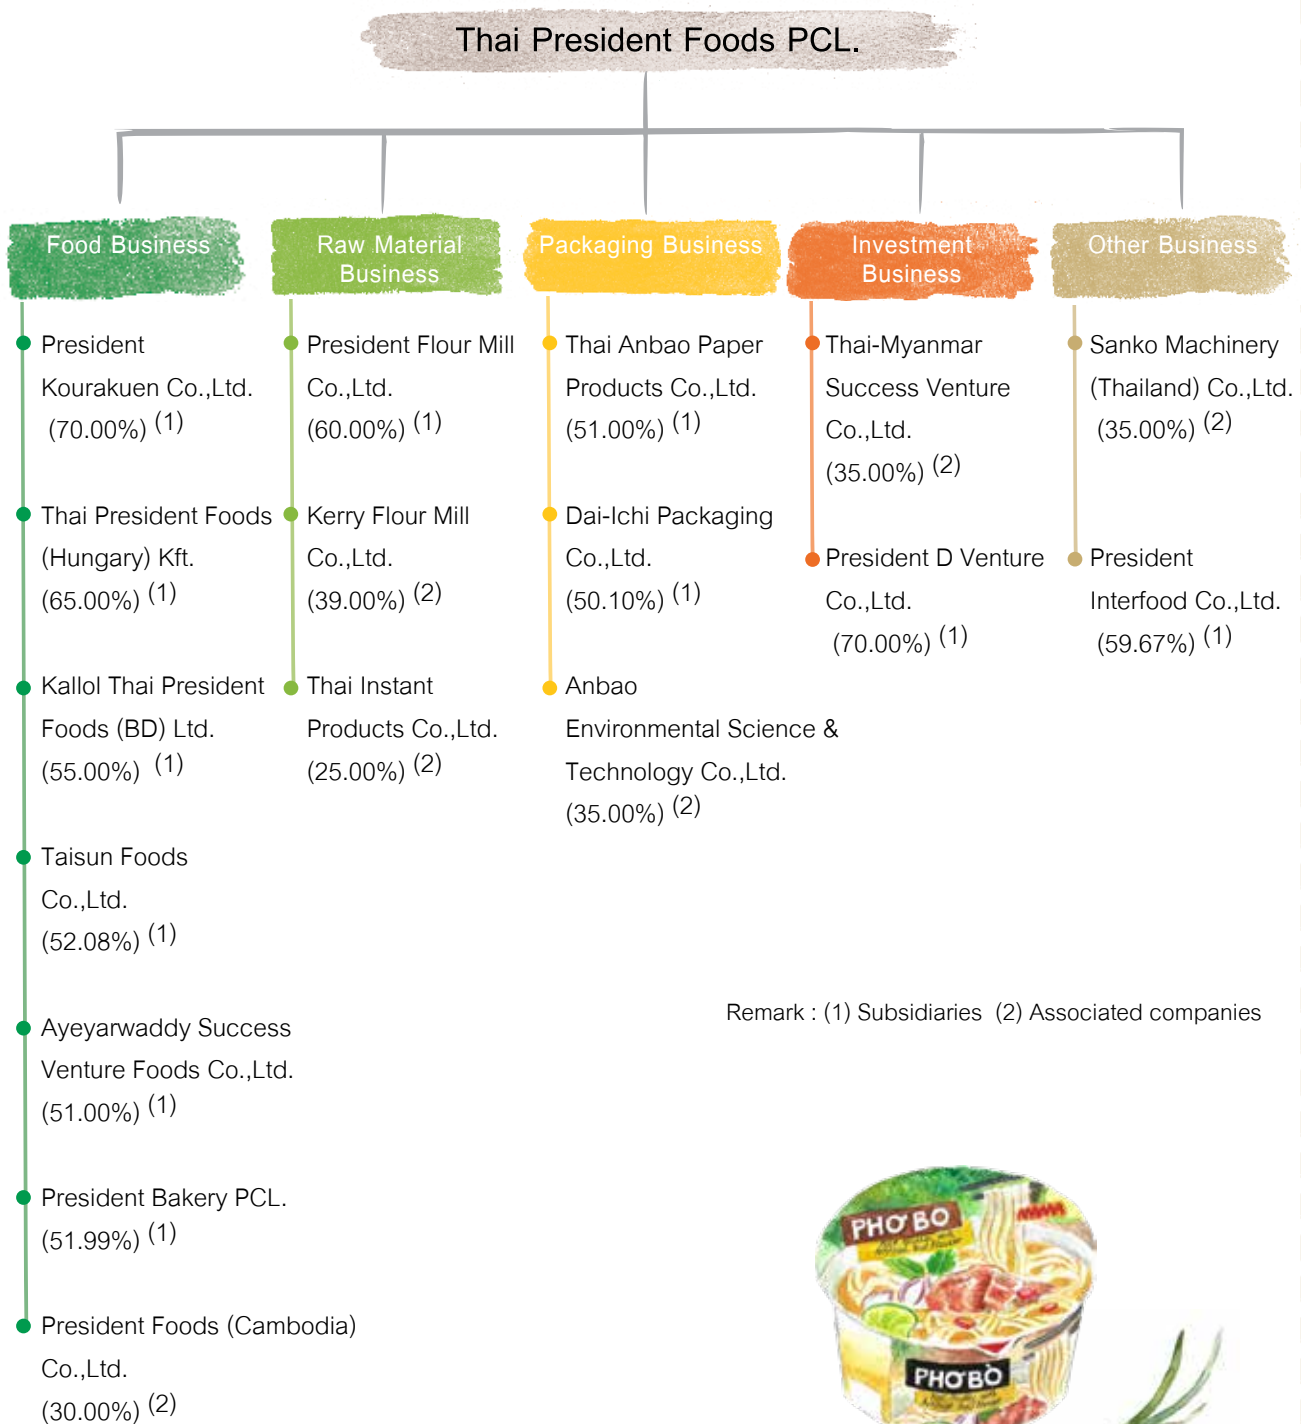 Thai President Foods PCL.
Food Business
President
Kourakuen Co.,Ltd.
(70.00%) (1)
Thai President Foods
(Hungary) Kft.
(65.00%) (1)
Kallol Thai President
Foods (BD) Ltd.
(55.00%) (1)
Taisun Foods
Co.,Ltd.
(52.08%) (1)
Ayeyarwaddy Success
Venture Foods Co.,Ltd.
(51.00%) (1)
President Bakery PCL.
(51.99%) (1)
President Foods (Cambodia)
Co.,Ltd.
(30.00%) (2)
Raw Material
Business
President Flour Mill
Co.,Ltd.
(60.00%) (1)
Kerry Flour Mill
Co.,Ltd.
(39.00%) (2)
Thai Instant
Products Co.,Ltd.
(25.00%) (2)
Packaging Business
Thai Anbao Paper
Products Co.,Ltd.
(51.00%) (1)
Dai-Ichi Packaging
Co.,Ltd.
(50.10%) (1)
Anbao
Environmental Science &
Technology Co.,Ltd.
(35.00%) (2)
Investment
Business
Thai-Myanmar
Success Venture
Co.,Ltd.
(35.00%) (2)
President D Venture
Co.,Ltd.
(70.00%) (1)
Other Business
Sanko Machinery
(Thailand) Co.,Ltd.
(35.00%) (2)
President
Interfood Co.,Ltd.
(59.67%) (1)
Remark : (1) Subsidiaries (2) Associated companies
PHỞ BÒ
PHỞ BÒ